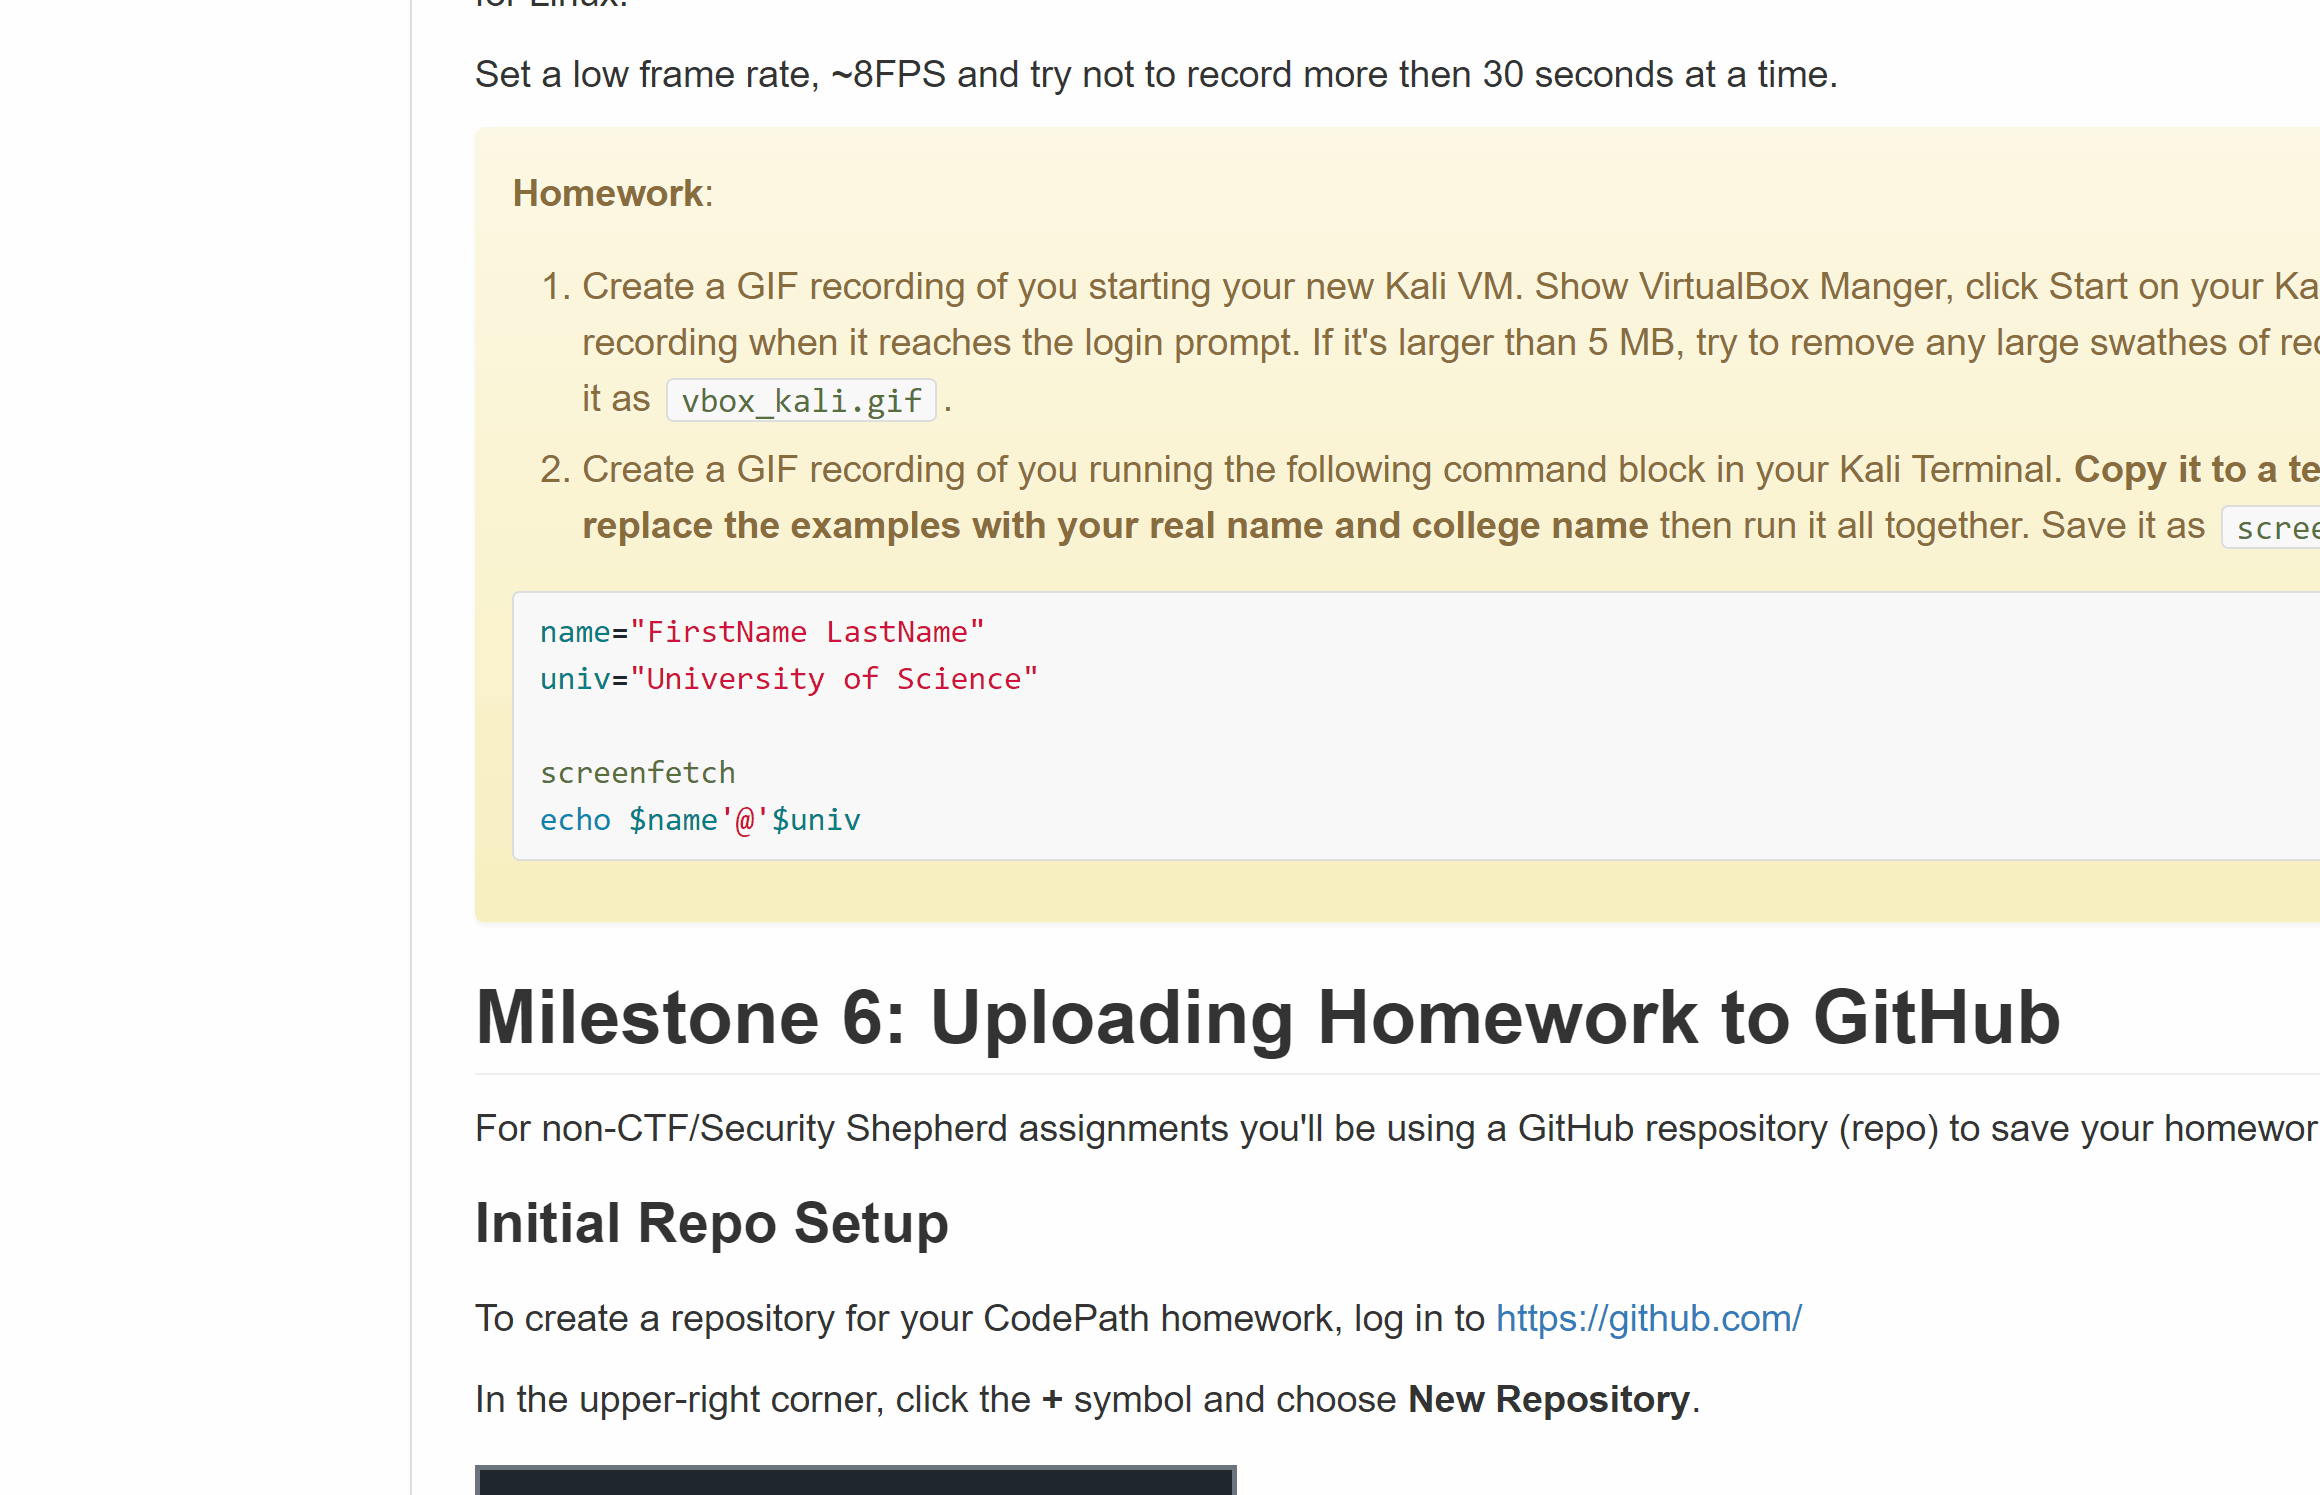 for Linux.
Set a low frame rate, ~8FPS and try not to record more then 30 seconds at a time.
Homework:
1. Create a GIF recording of you starting your new Kali VM. Show VirtualBox Manger, click Start on your Ka
recording when it reaches the login prompt. If it's larger than 5 MB, try to remove any large swathes of rec
it as vbox_kali.gif .
2. Create a GIF recording of you running the following command block in your Kali Terminal. Copy it to a te
replace the examples with your real name and college name then run it all together. Save it as scree
name="FirstName LastName"
univ="University of Science"
screenfetch
echo $name'@'$univ
Milestone 6: Uploading Homework to GitHub
For non-CTF/Security Shepherd assignments you'll be using a GitHub respository (repo) to save your homewor
Initial Repo Setup
To create a repository for your CodePath homework, log in to https://github.com/
In the upper-right corner, click the + symbol and choose New Repository.